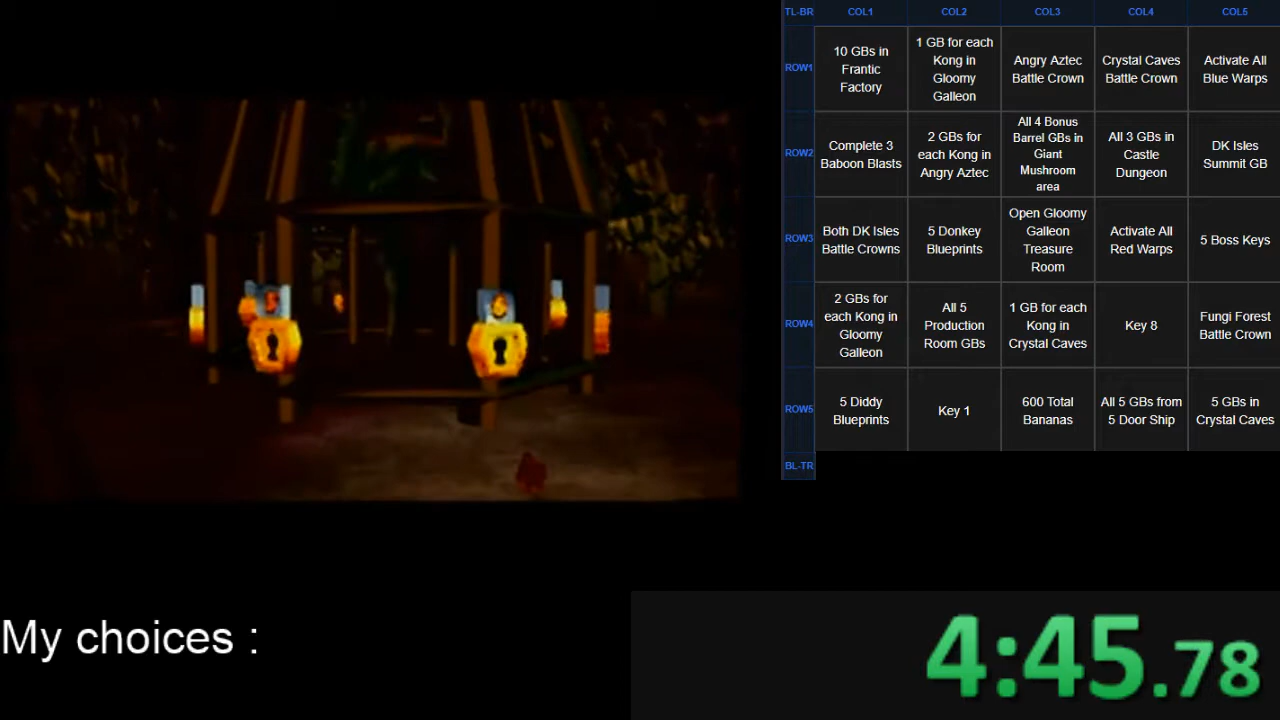 TL-BR COL1 COL2 COL3 COL4 COL5
ROW1
10 GBs in
Frantic
Factory
1 GB for each
Kong in
Gloomy
Galleon
Angry Aztec
Battle Crown
Crystal Caves
Battle Crown
Activate All
Blue Warps
ROW2
Complete 3
Baboon Blasts
2 GBs for
each Kong in
Angry Aztec
All 4 Bonus
Barrel GBs in
Giant
Mushroom
area
All 3 GBs in
Castle
Dungeon
DK Isles
Summit GB
ROW3
Both DK Isles
Battle Crowns
5 Donkey
Blueprints
Open Gloomy
Galleon
Treasure
Room
Activate All
Red Warps
5 Boss Keys
ROW4
2 GBs for
each Kong in
Gloomy
Galleon
All 5
Production
Room GBs
1 GB for each
Kong in
Crystal Caves
Key 8
Fungi Forest
Battle Crown
ROW5
5 Diddy
Blueprints
Key 1
600 Total
Bananas
All 5 GBs from
5 Door Ship
5 GBs in
Crystal Caves
BL-TR
My choices :
4:45.78